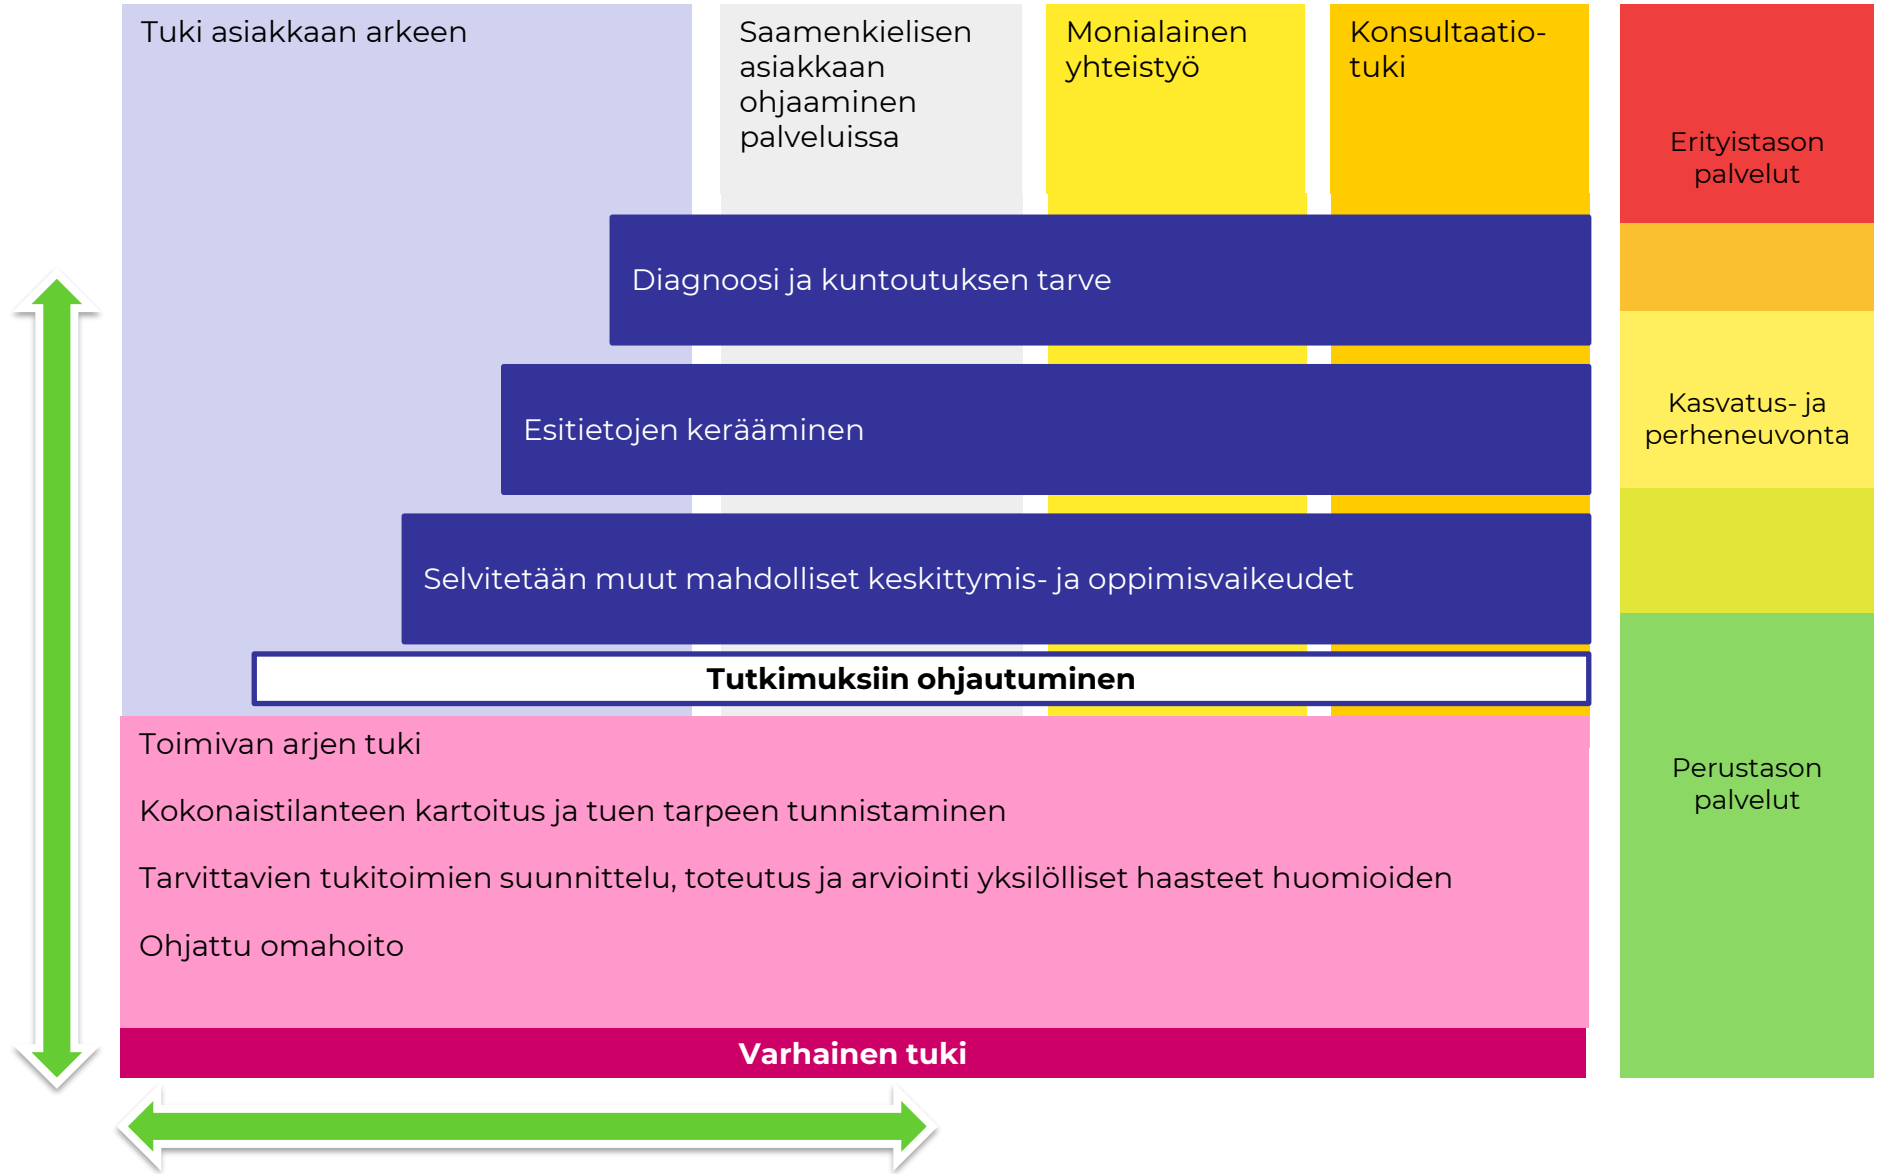 Tuki asiakkaan arkeen
Saamenkielisen
asiakkaan
ohjaaminen
palveluissa
Monialainen
yhteistyö
Konsultaatio-
tuki
Erityistason
palvelut
Diagnoosi ja kuntoutuksen tarve
Kasvatus- ja
perheneuvonta
Esitietojen kerääminen
Selvitetään muut mahdolliset keskittymis- ja oppimisvaikeudet
Tutkimuksiin ohjautuminen
Toimivan arjen tuki
Kokonaistilanteen kartoitus ja tuen tarpeen tunnistaminen
Perustason
palvelut
Tarvittavien tukitoimien suunnittelu, toteutus ja arviointi yksilölliset haasteet huomioiden
Ohjattu omahoito
Varhainen tuki